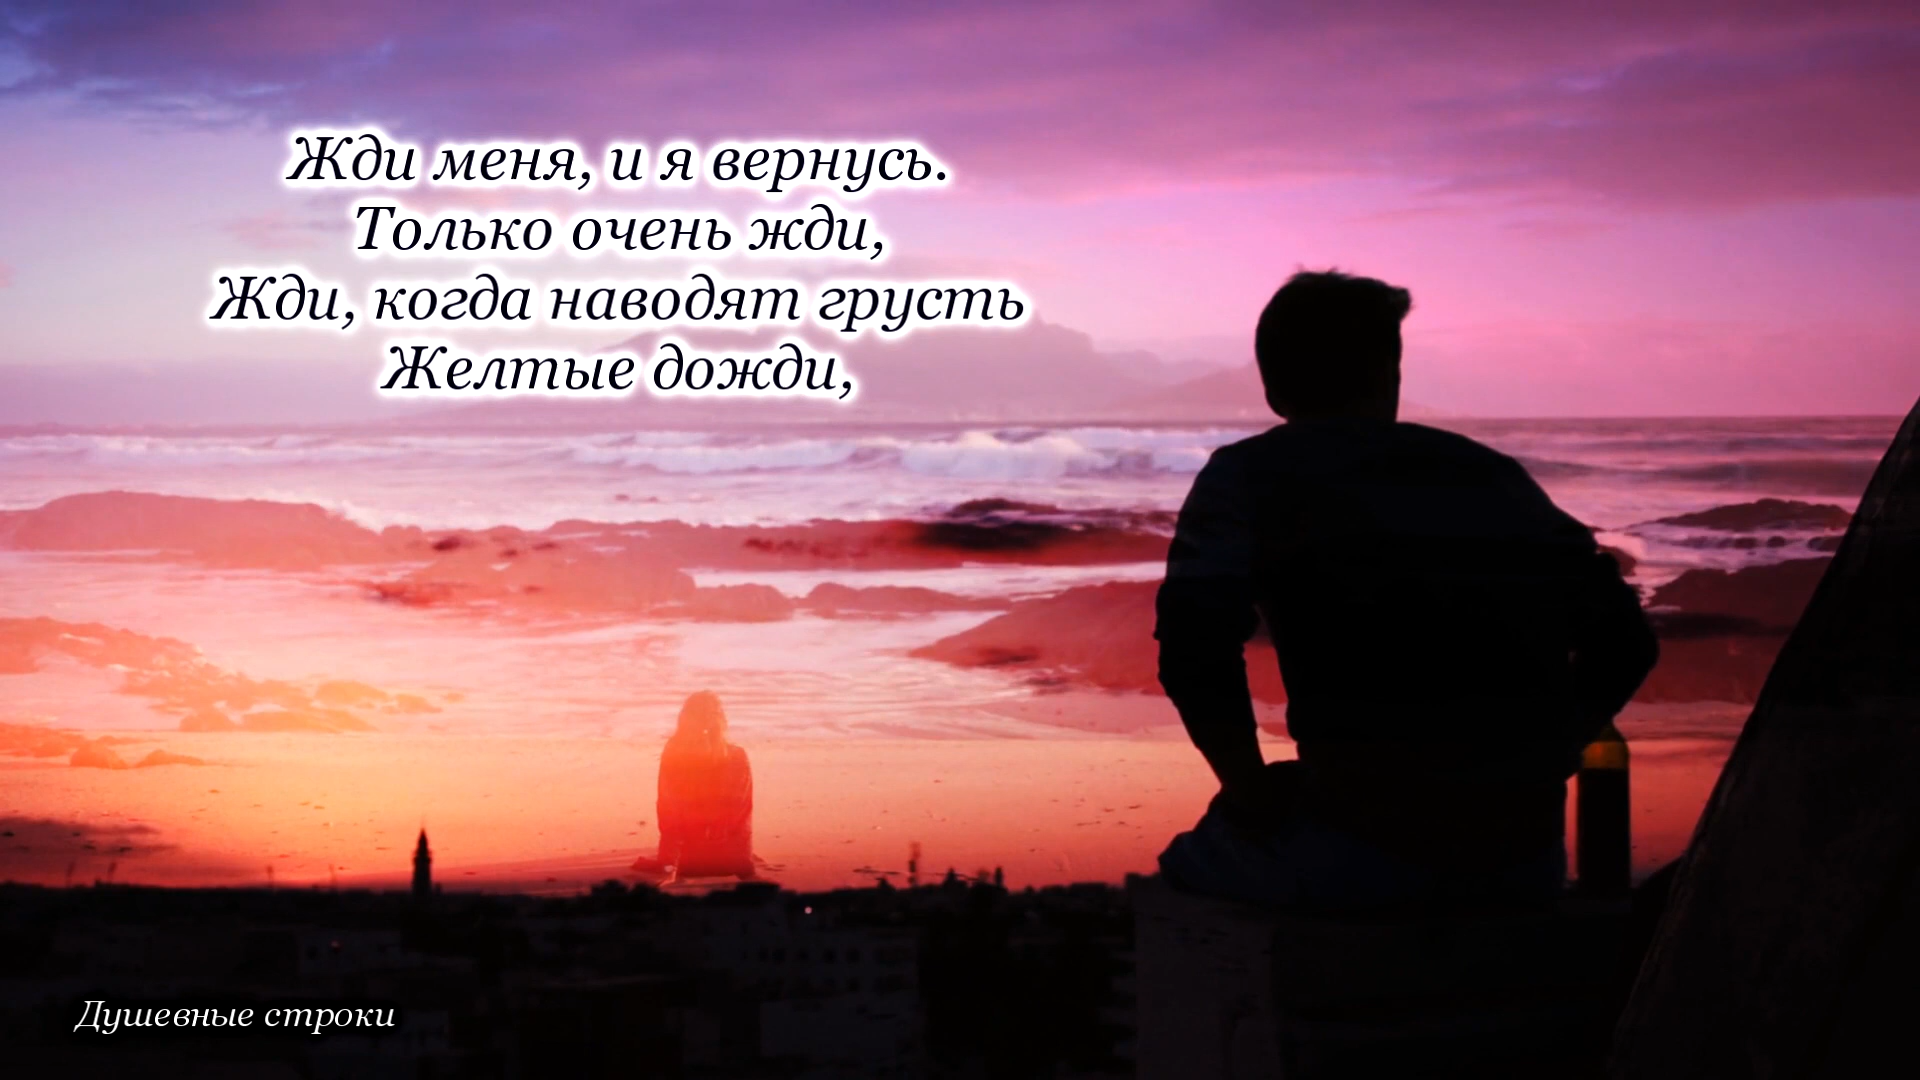 Жди меня, и я вернусь.
Только очень жди,
Жди, когда наводят грусть
Желтые дожди,
Душевные строки